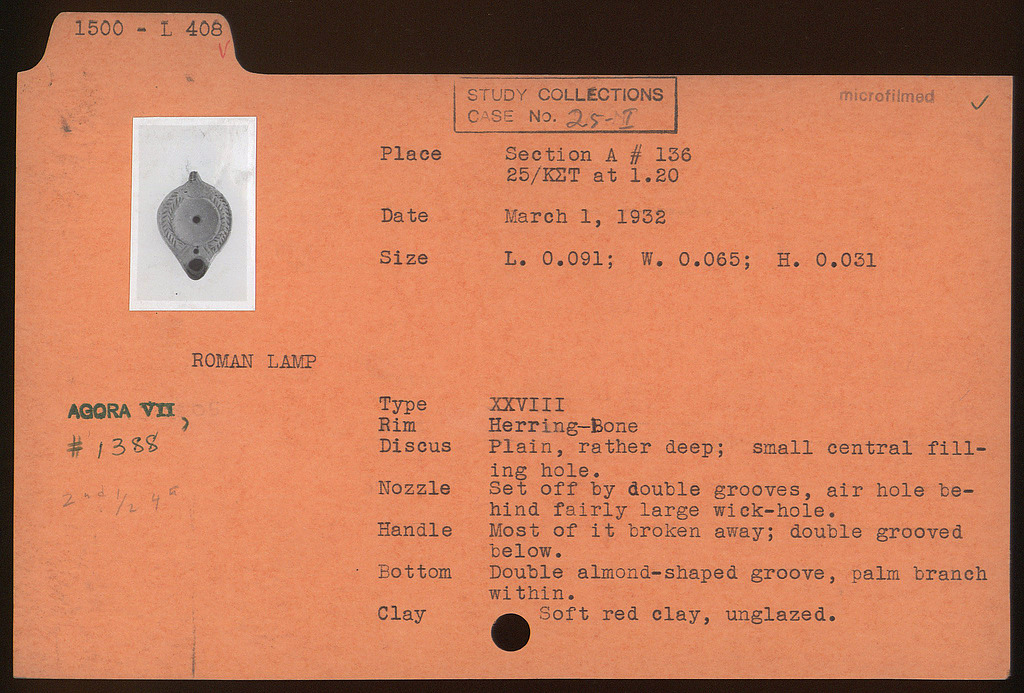 1500 - L 408
STUDY COLLECTIONS
CASE No. 25-I
microfilmed
Place Section A # 136
25/ΚΣΤ at 1.20
Date March 1, 1932
Size L. 0.091; W. 0.065; H. 0.031
ROMAN LAMP
AGORA VII,
# 1388
2nd 1/2 4
Type XXVIII
Rim Herring-Bone
Discus Plain, rather deep; small central fill-
ing hole.
Nozzle Set off by double grooves, air hole be-
hind fairly large wick-hole.
Handle Most of it broken away; double grooved
below.
Bottom Double almond-shaped groove, palm branch
within.
Clay Soft red clay, unglazed.